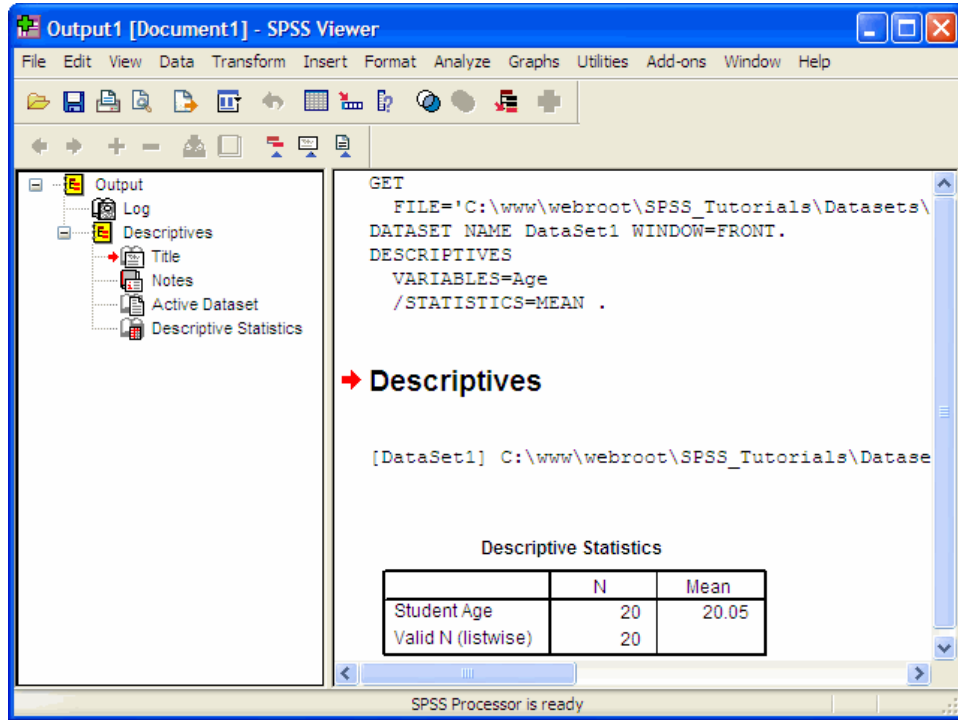 Output1 [Document1] - SPSS Viewer
File Edit View Data Transform Insert Format Analyze Graphs Utilities Add-ons Window Help
Output
Log
Descriptives
Title
Notes
Active Dataset
Descriptive Statistics
GET
FILE='C:\www\webroot\SPSS_Tutorials\Datasets\
DATASET NAME DataSet1 WINDOW=FRONT.
DESCRIPTIVES
VARIABLES=Age
/STATISTICS=MEAN .
Descriptives
[DataSet1] C:\www\webroot\SPSS_Tutorials\Datase
Descriptive Statistics
N Mean
Student Age 20 20.05
Valid N (listwise) 20
SPSS Processor is ready